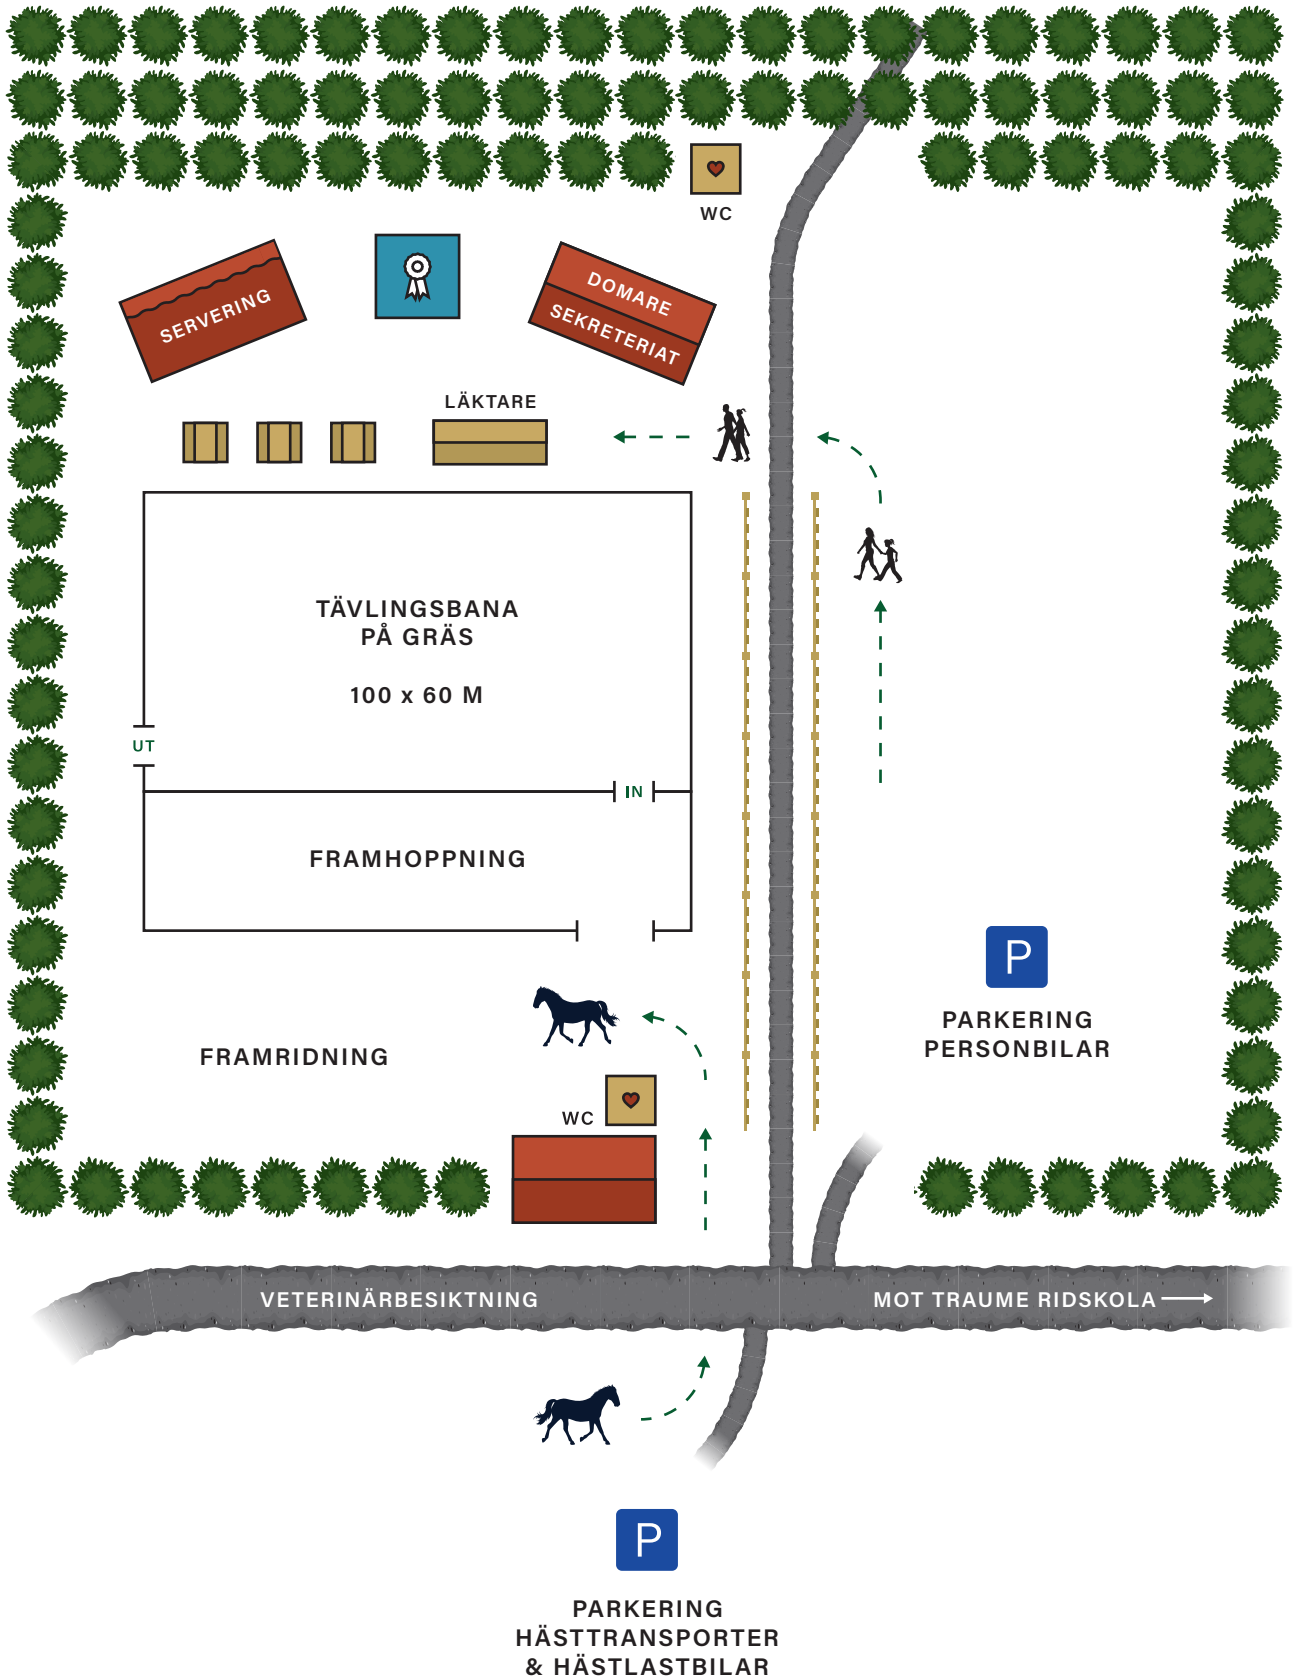 WC
SERVERING
DOMARE
SEKRETERIAT
LÄKTARE
TÄVLINGSBANA
PÅ GRÄS
100 x 60 M
UT
IN
FRAMHOPPNING
P
PARKERING
PERSONBILAR
FRAMRIDNING
WC
VETERINÄRBESIKTNING
MOT TRAUME RIDSKOLA
P
PARKERING
HÄSTTRANSPORTER
& HÄSTLASTBILAR